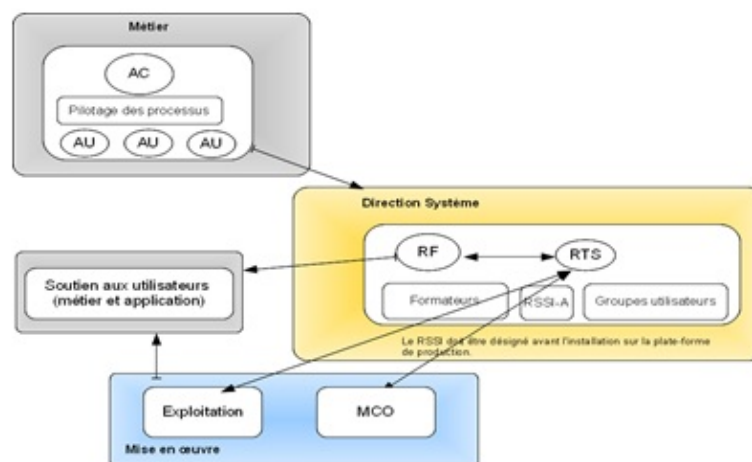 Métier
AC
Pilotage des processus
AU AU AU
Direction Système
RF RTS
Formateurs RSSI-A Groupes utilisateurs
Le RSSI doit être désigné avant l'installation sur la plate-forme
de production.
Soutien aux utilisateurs
(métier et application)
Exploitation MCO
Mise en œuvre